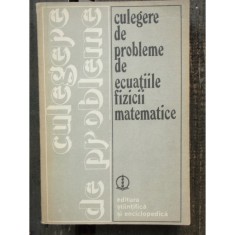 culegere
de probleme
culegere
de
probleme
de
ecuațiile
fizicii
matematice
editura
științifică
și enciclopedică